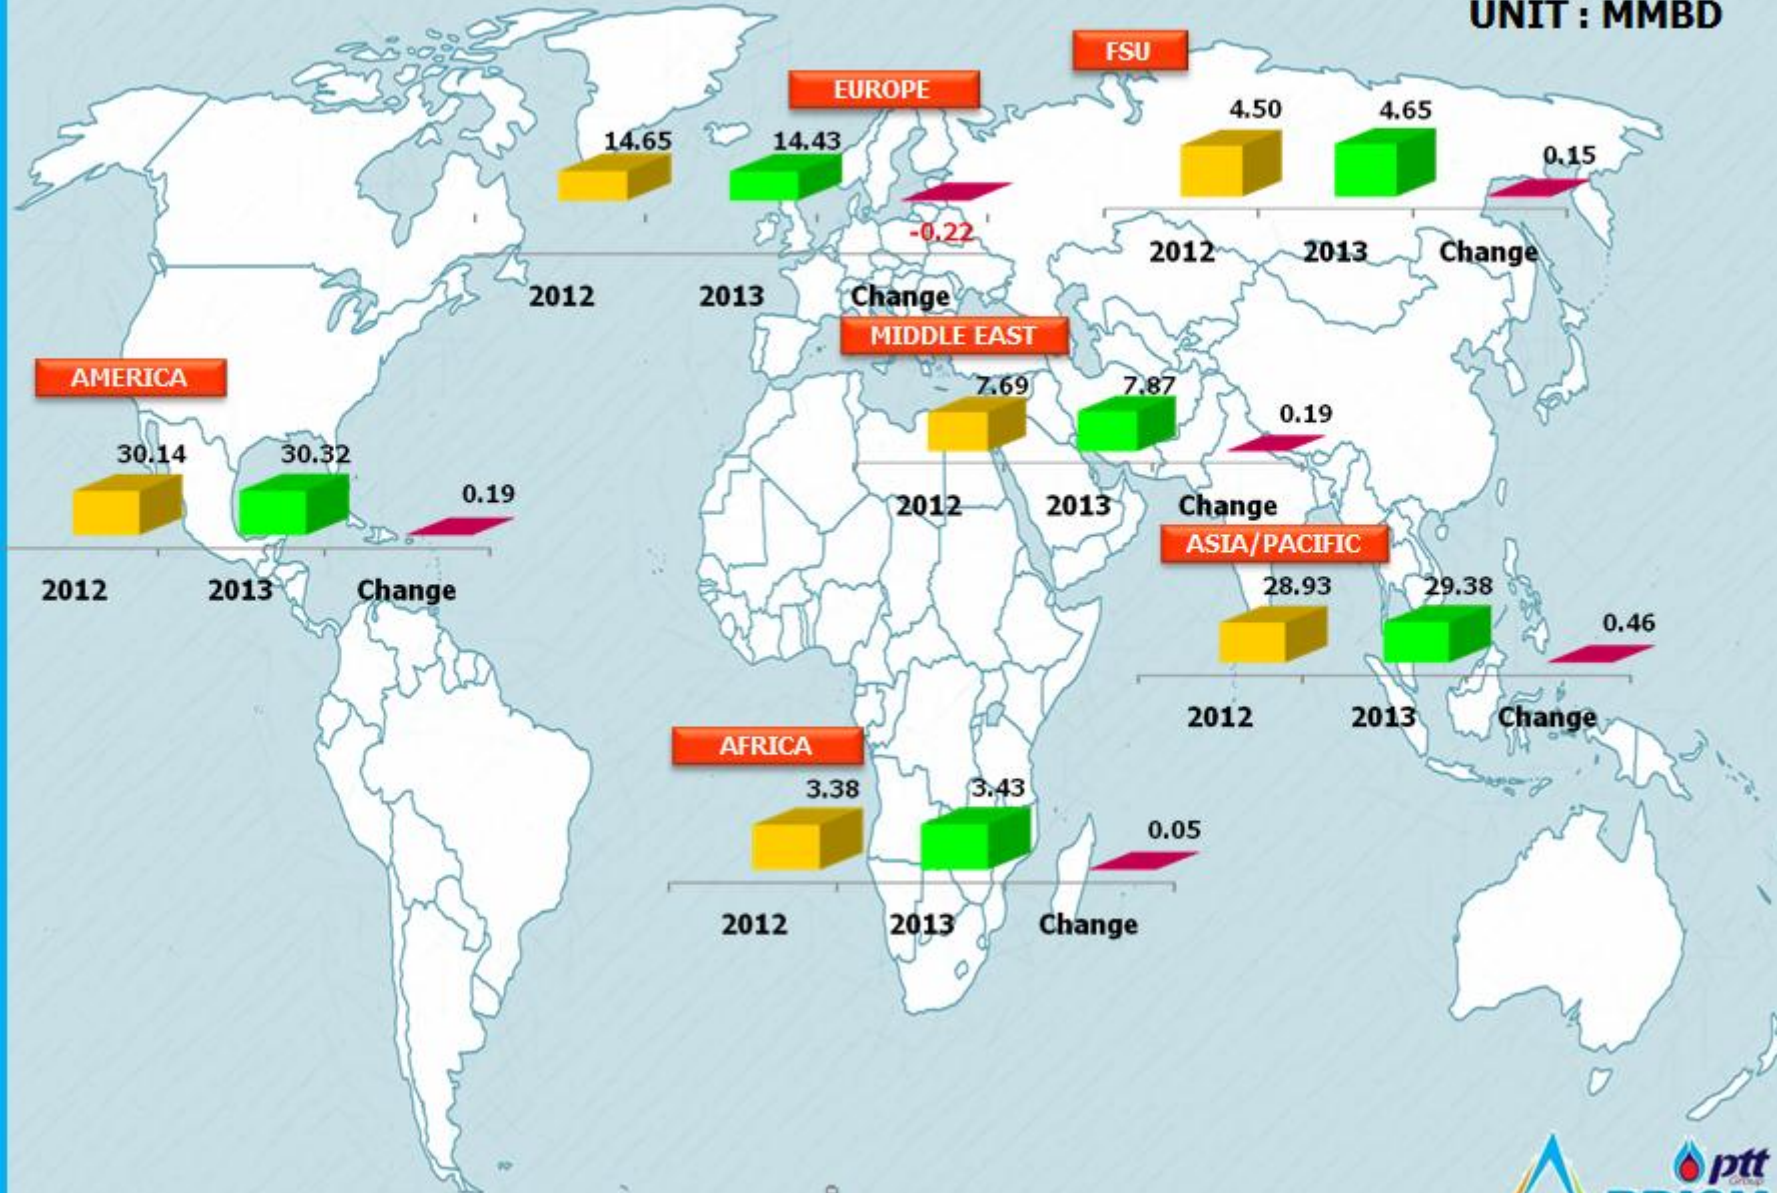 UNIT : MMBD
FSU
4.50 4.65 0.15
2012 2013 Change
EUROPE
14.65 14.43 -0.22
2012 2013 Change
MIDDLE EAST
7.69 7.87 0.19
2012 2013 Change
AMERICA
30.14 30.32 0.19
2012 2013 Change
ASIA/PACIFIC
28.93 29.38 0.46
2012 2013 Change
AFRICA
3.38 3.43 0.05
2012 2013 Change
ptt
Group